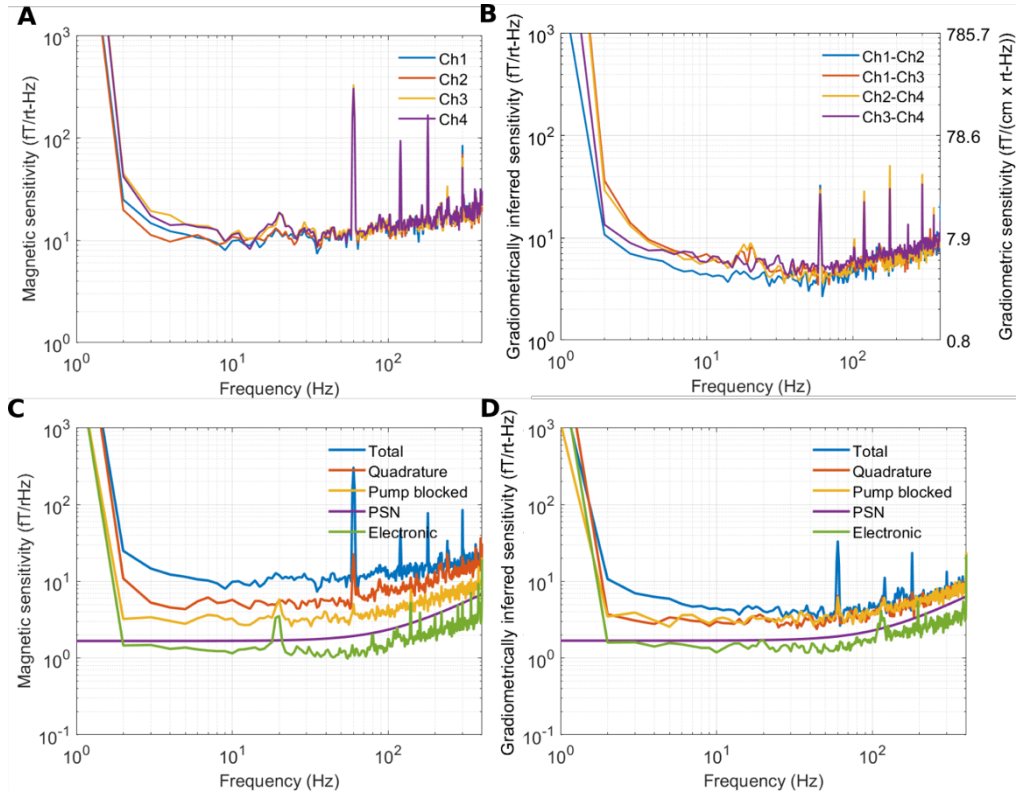 A
Magnetic sensitivity (fT/rt-Hz)
10^3
10^2
10^1
10^0
Ch1
Ch2
Ch3
Ch4
10^0
10^1
10^2
Frequency (Hz)
B
Gradiometrically inferred sensitivity (fT/rt-Hz)
10^3
10^2
10^1
10^0
Ch1-Ch2
Ch1-Ch3
Ch2-Ch4
Ch3-Ch4
785.7
78.6
7.9
0.8
Gradiometric sensitivity (fT/(cm x rt-Hz)
10^0
10^1
10^2
Frequency (Hz)
C
Magnetic sensitivity (fT/rHz)
10^3
10^2
10^1
10^0
10^-1
Total
Quadrature
Pump blocked
PSN
Electronic
10^0
10^1
10^2
Frequency (Hz)
D
Gradiometrically inferred sensitivity (fT/rt-Hz)
10^3
10^2
10^1
10^0
10^-1
Total
Quadrature
Pump blocked
PSN
Electronic
10^0
10^1
10^2
Frequency (Hz)